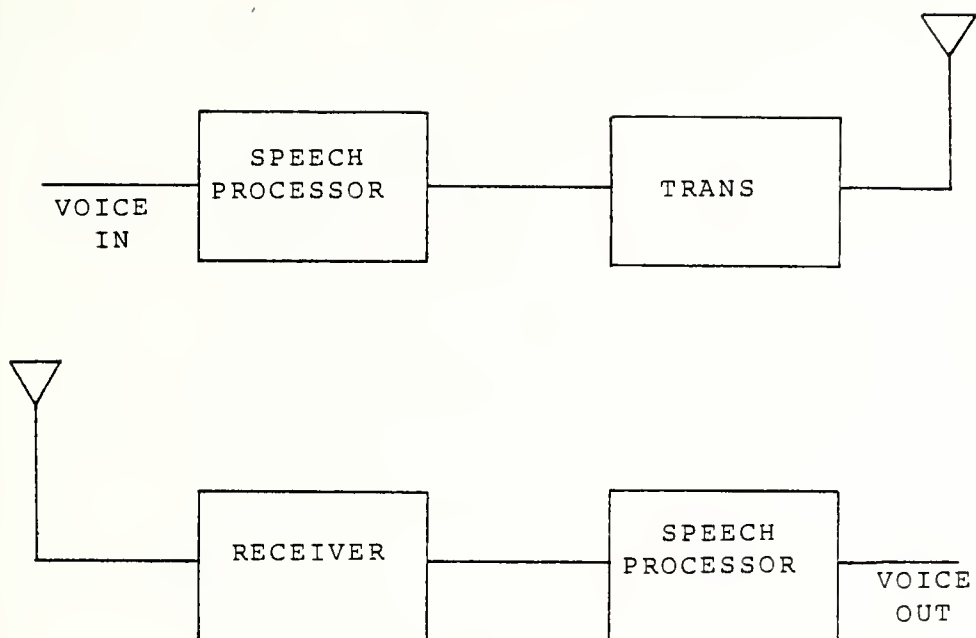 VOICE
IN
SPEECH
PROCESSOR
TRANS
RECEIVER
SPEECH
PROCESSOR
VOICE
OUT